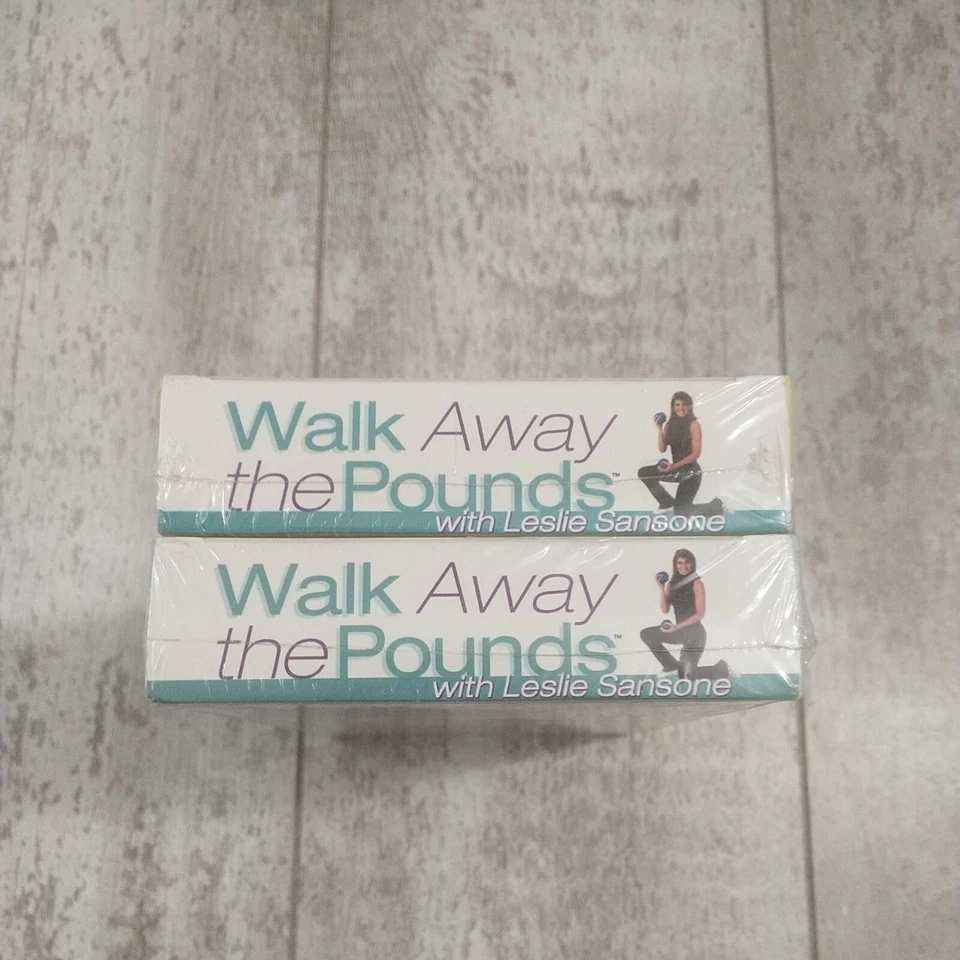 Walk Away
the Pounds™
with Leslie Sansone
Walk Away
the Pounds™
with Leslie Sansone